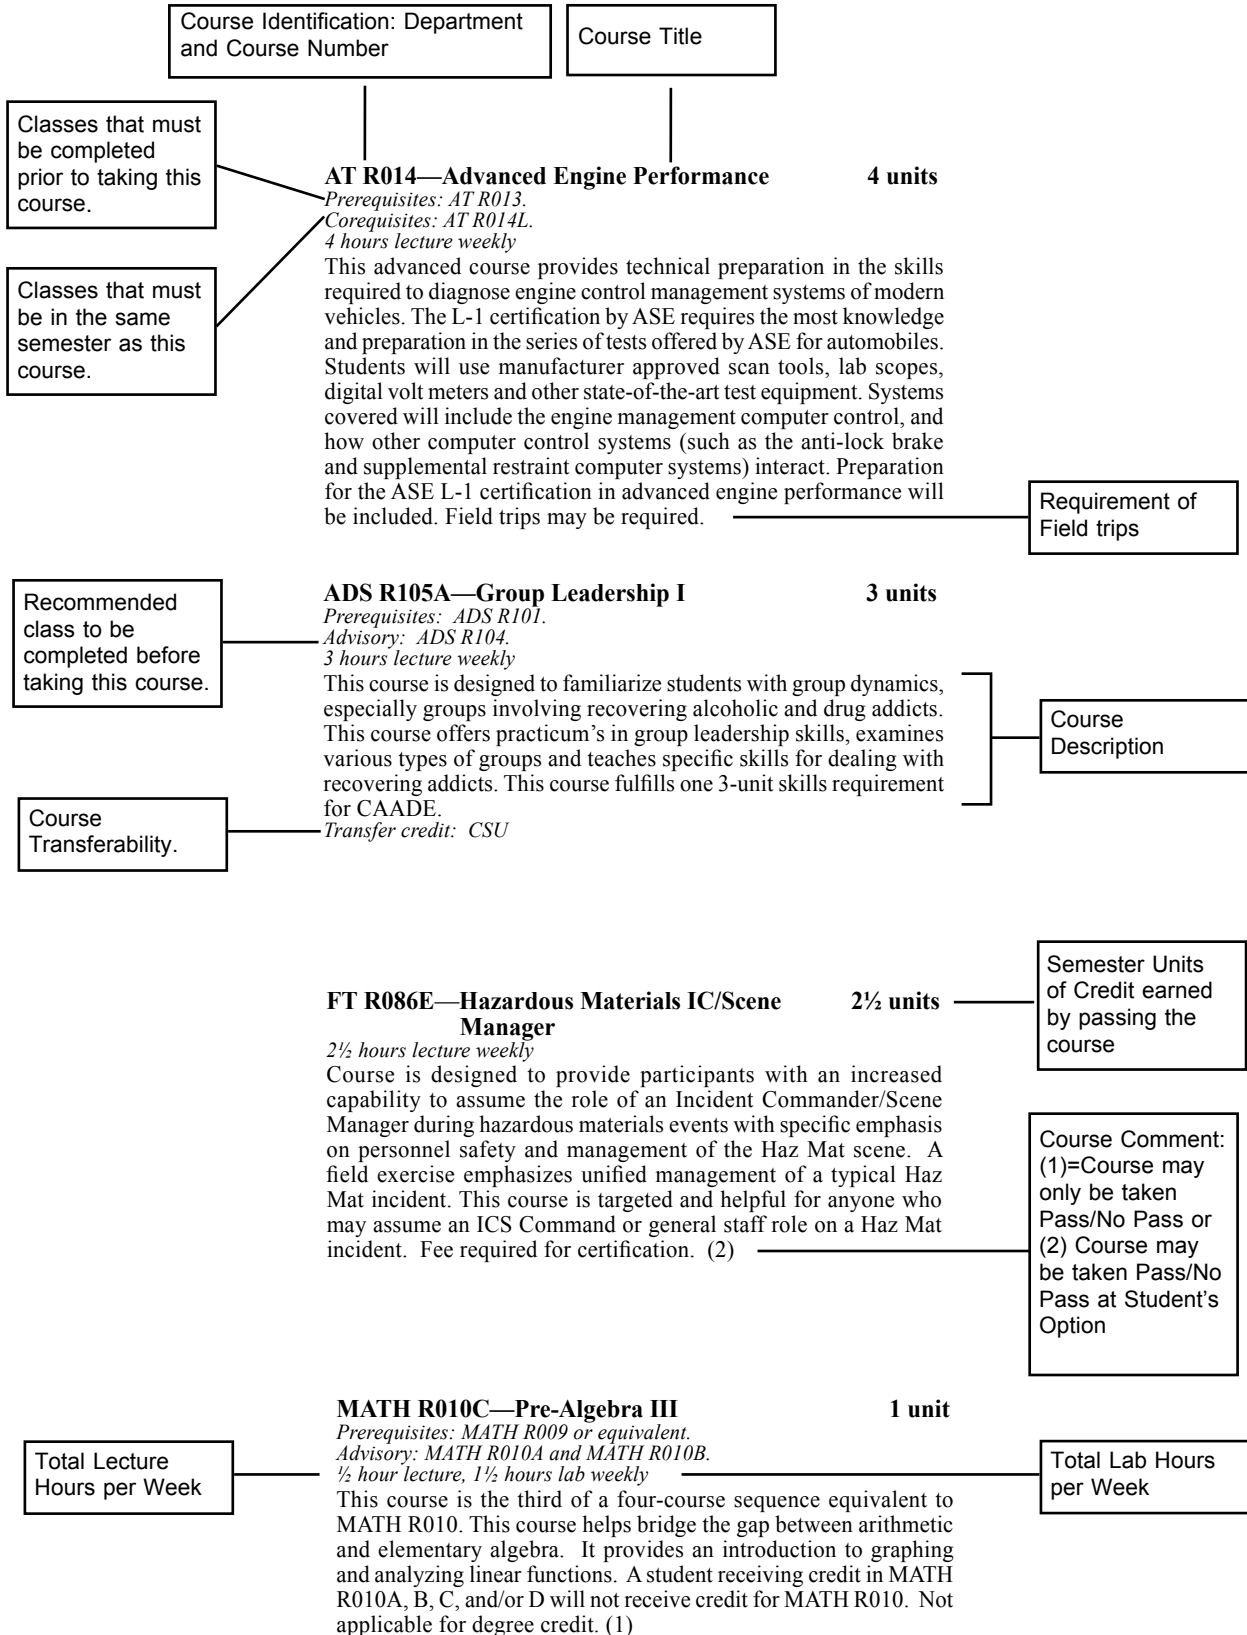 Course Identification: Department
and Course Number
Course Title
Classes that must
be completed
prior to taking this
course.
AT R014—Advanced Engine Performance 4 units
Prerequisites: AT R013.
Corequisites: AT R014L.
4 hours lecture weekly
Classes that must
be in the same
semester as this
course.
This advanced course provides technical preparation in the skills
required to diagnose engine control management systems of modern
vehicles. The L-1 certification by ASE requires the most knowledge
and preparation in the series of tests offered by ASE for automobiles.
Students will use manufacturer approved scan tools, lab scopes,
digital volt meters and other state-of-the-art test equipment. Systems
covered will include the engine management computer control, and
how other computer control systems (such as the anti-lock brake
and supplemental restraint computer systems) interact. Preparation
for the ASE L-1 certification in advanced engine performance will
be included. Field trips may be required.
Requirement of
Field trips
ADS R105A—Group Leadership I 3 units
Prerequisites: ADS R101.
Advisory: ADS R104.
3 hours lecture weekly
Recommended
class to be
completed before
taking this course.
This course is designed to familiarize students with group dynamics,
especially groups involving recovering alcoholic and drug addicts.
This course offers practicum's in group leadership skills, examines
various types of groups and teaches specific skills for dealing with
recovering addicts. This course fulfills one 3-unit skills requirement
for CAADE.
Transfer credit: CSU
Course
Description
Course
Transferability.
FT R086E—Hazardous Materials IC/Scene 2½ units
Manager
2½ hours lecture weekly
Semester Units
of Credit earned
by passing the
course
Course is designed to provide participants with an increased
capability to assume the role of an Incident Commander/Scene
Manager during hazardous materials events with specific emphasis
on personnel safety and management of the Haz Mat scene. A
field exercise emphasizes unified management of a typical Haz
Mat incident. This course is targeted and helpful for anyone who
may assume an ICS Command or general staff role on a Haz Mat
incident. Fee required for certification. (2)
Course Comment:
(1)=Course may
only be taken
Pass/No Pass or
(2) Course may
be taken Pass/No
Pass at Student's
Option
MATH R010C—Pre-Algebra III 1 unit
Prerequisites: MATH R009 or equivalent.
Advisory: MATH R010A and MATH R010B.
½ hour lecture, 1½ hours lab weekly
Total Lecture
Hours per Week
Total Lab Hours
per Week
This course is the third of a four-course sequence equivalent to
MATH R010. This course helps bridge the gap between arithmetic
and elementary algebra. It provides an introduction to graphing
and analyzing linear functions. A student receiving credit in MATH
R010A, B, C, and/or D will not receive credit for MATH R010. Not
applicable for degree credit. (1)